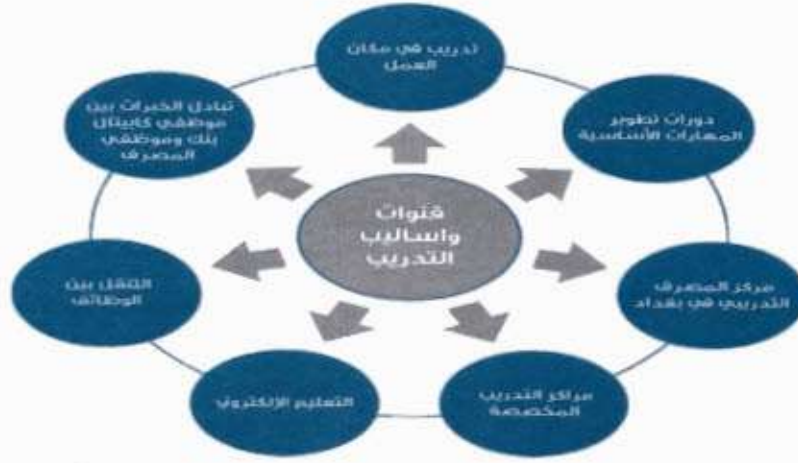 تدريب في مكان
العمل
دورات تطوير
المهارات الأساسية
مركز المصرف
التدريبي في بغداد
مراكز التدريب
المخصصة
التعليم الإلكتروني
التنقل بين
الوظائف
تبادل الخبرات بين
موظفي كابيتال
بنك وموظفي
المصرف
قنوات
واساليب
التدريب